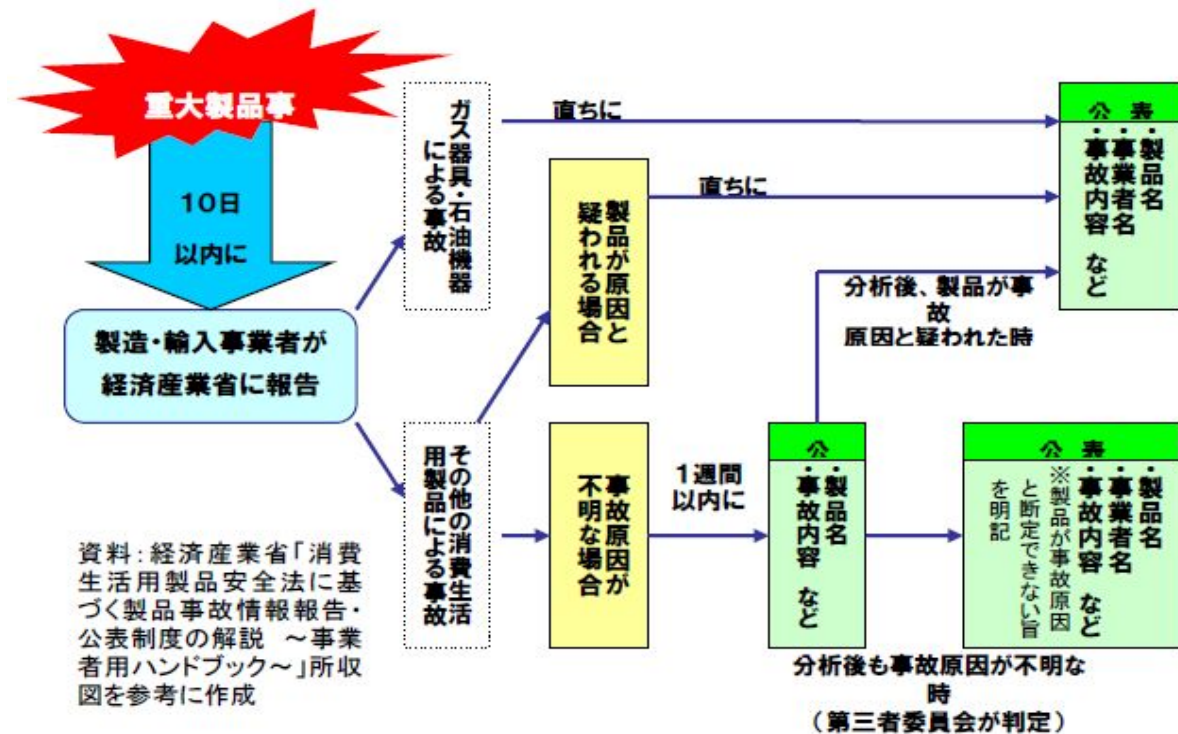 重大製品事
10日
以内に
製造・輸入事業者が
経済産業省に報告
ガス器具・石油機器
による事故
直ちに
製品が原因と
疑われる場合
直ちに
公 表
・製品名
・事業者名
・事故内容 など
分析後、製品が事
故
原因と疑われた時
その他の消費生活
用製品による事故
事故原因が
不明な場合
1週間
以内に
公
・製品名
・事故内容 など
公 表
・製品名
・事業者名
・事故内容 など
※製品が事故原因
と断定できない旨
を明記
分析後も事故原因が不明な
時
（第三者委員会が判定）
資料：経済産業省「消費
生活用製品安全法に基
づく製品事故情報報告・
公表制度の解説 ～事業
者用ハンドブック～」所収
図を参考に作成